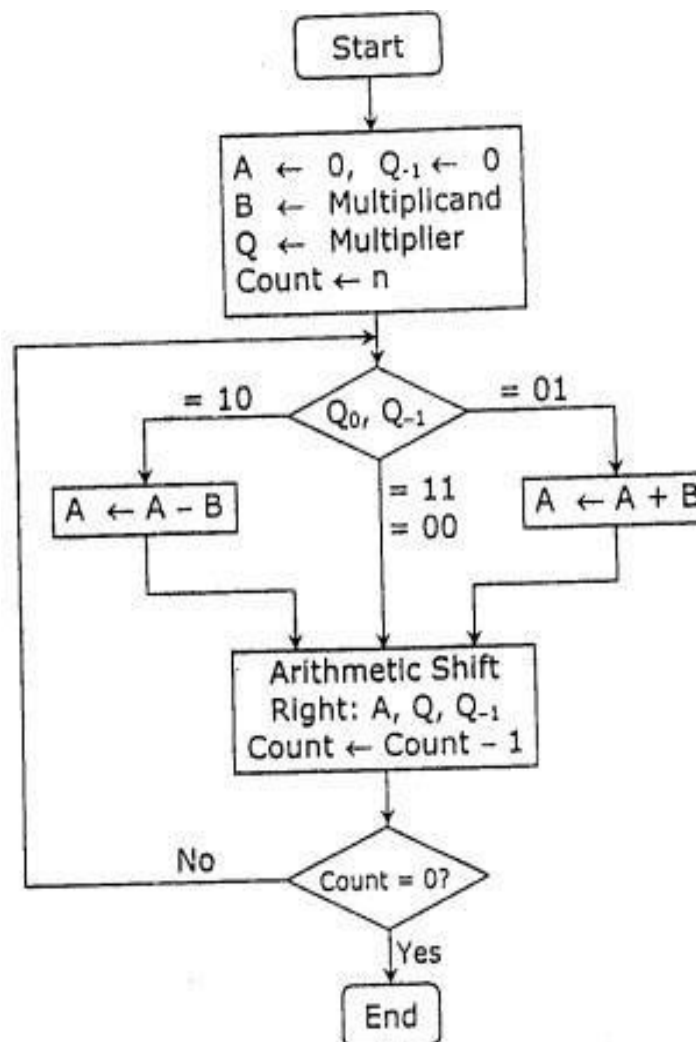 Start
A ← 0, Q₋₁ ← 0
B ← Multiplicand
Q ← Multiplier
Count ← n
= 10
Q₀, Q₋₁
= 01
A ← A – B
= 11
= 00
A ← A + B
Arithmetic Shift
Right: A, Q, Q₋₁
Count ← Count – 1
No
Count = 0?
Yes
End